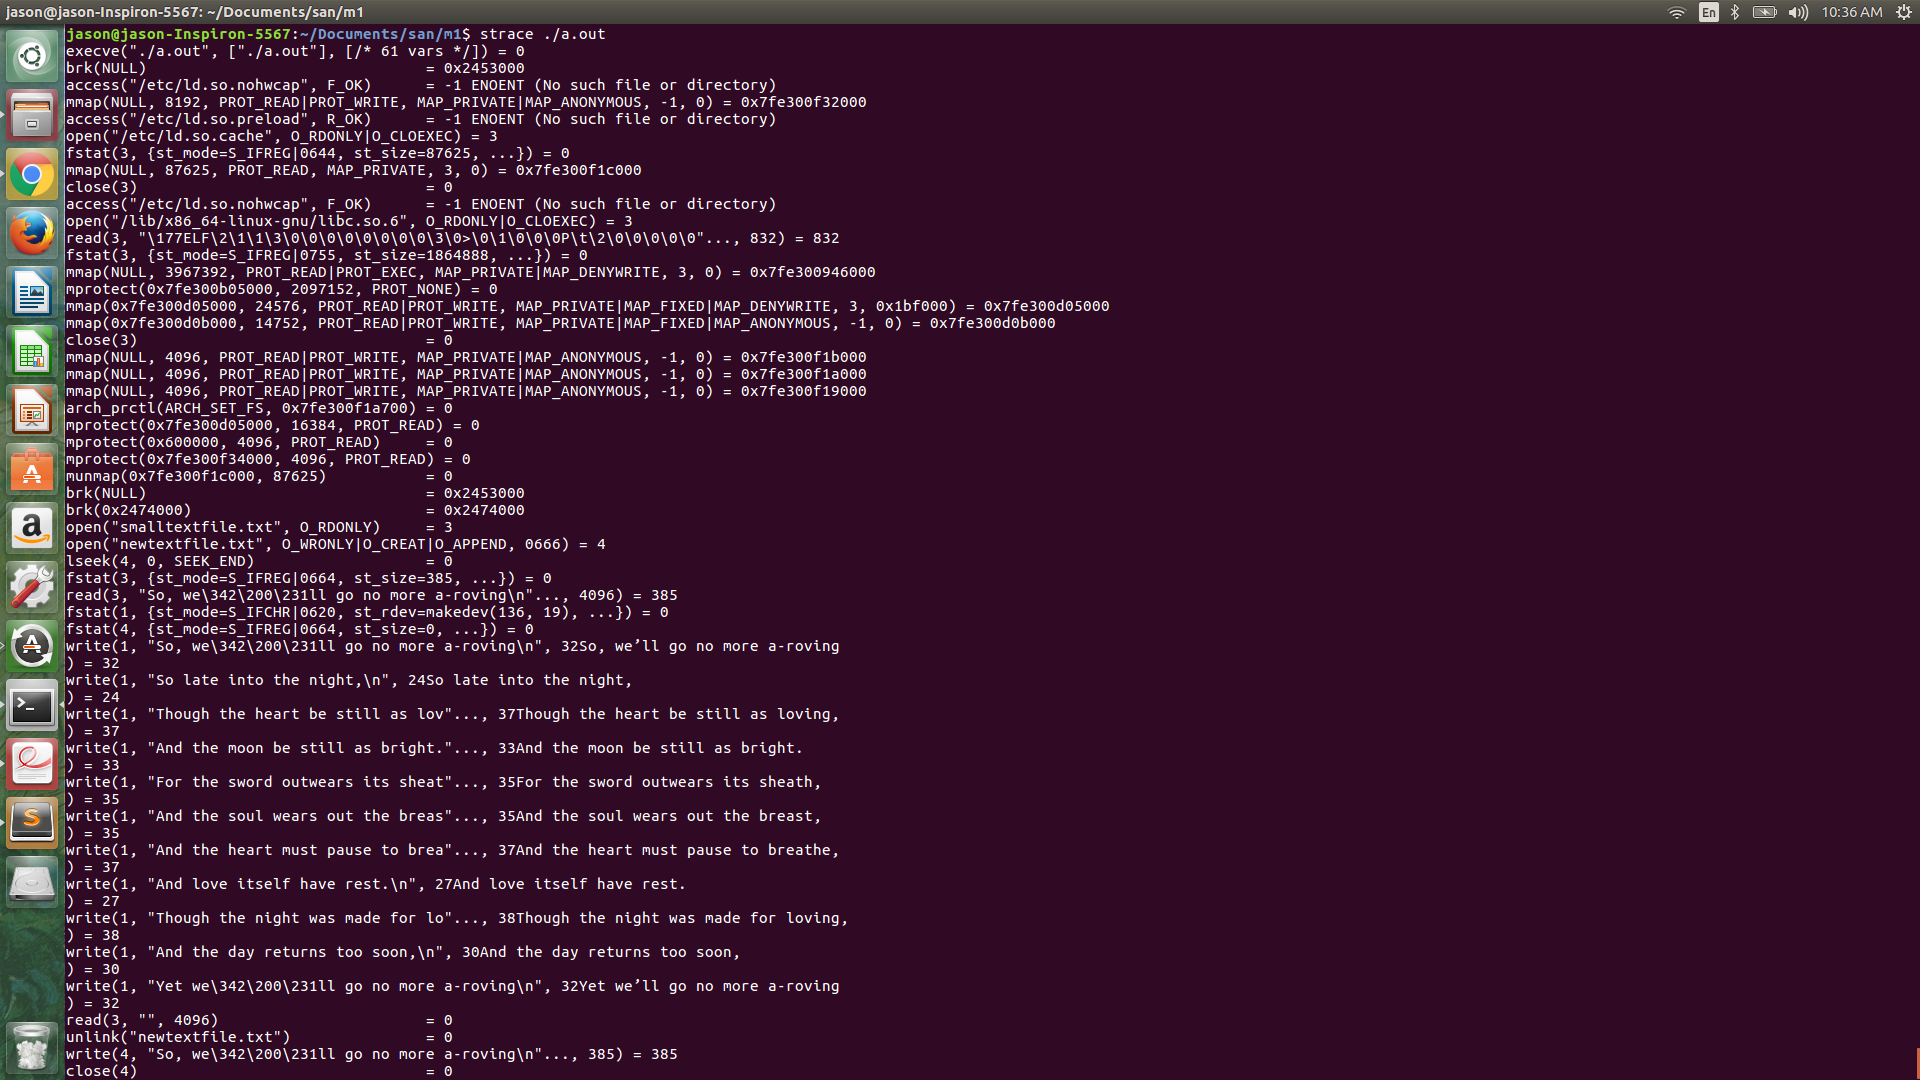 jason@jason-Inspiron-5567: ~/Documents/san/m1
En
10:36 AM
jason@jason-Inspiron-5567:~/Documents/san/m1$ strace ./a.out
execve("./a.out", ["./a.out"], [/* 61 vars */]) = 0
brk(NULL)                               = 0x2453000
access("/etc/ld.so.nohwcap", F_OK)      = -1 ENOENT (No such file or directory)
mmap(NULL, 8192, PROT_READ|PROT_WRITE, MAP_PRIVATE|MAP_ANONYMOUS, -1, 0) = 0x7fe300f32000
access("/etc/ld.so.preload", R_OK)      = -1 ENOENT (No such file or directory)
open("/etc/ld.so.cache", O_RDONLY|O_CLOEXEC) = 3
fstat(3, {st_mode=S_IFREG|0644, st_size=87625, ...}) = 0
mmap(NULL, 87625, PROT_READ, MAP_PRIVATE, 3, 0) = 0x7fe300f1c000
close(3)                                = 0
access("/etc/ld.so.nohwcap", F_OK)      = -1 ENOENT (No such file or directory)
open("/lib/x86_64-linux-gnu/libc.so.6", O_RDONLY|O_CLOEXEC) = 3
read(3, "\177ELF\2\1\1\3\0\0\0\0\0\0\0\0\3\0>\0\1\0\0\0P\t\2\0\0\0\0\0"..., 832) = 832
fstat(3, {st_mode=S_IFREG|0755, st_size=1864888, ...}) = 0
mmap(NULL, 3967392, PROT_READ|PROT_EXEC, MAP_PRIVATE|MAP_DENYWRITE, 3, 0) = 0x7fe300946000
mprotect(0x7fe300b05000, 2097152, PROT_NONE) = 0
mmap(0x7fe300d05000, 24576, PROT_READ|PROT_WRITE, MAP_PRIVATE|MAP_FIXED|MAP_DENYWRITE, 3, 0x1bf000) = 0x7fe300d05000
mmap(0x7fe300d0b000, 14752, PROT_READ|PROT_WRITE, MAP_PRIVATE|MAP_FIXED|MAP_ANONYMOUS, -1, 0) = 0x7fe300d0b000
close(3)                                = 0
mmap(NULL, 4096, PROT_READ|PROT_WRITE, MAP_PRIVATE|MAP_ANONYMOUS, -1, 0) = 0x7fe300f1b000
mmap(NULL, 4096, PROT_READ|PROT_WRITE, MAP_PRIVATE|MAP_ANONYMOUS, -1, 0) = 0x7fe300f1a000
mmap(NULL, 4096, PROT_READ|PROT_WRITE, MAP_PRIVATE|MAP_ANONYMOUS, -1, 0) = 0x7fe300f19000
arch_prctl(ARCH_SET_FS, 0x7fe300f1a700) = 0
mprotect(0x7fe300d05000, 16384, PROT_READ) = 0
mprotect(0x600000, 4096, PROT_READ)     = 0
mprotect(0x7fe300f34000, 4096, PROT_READ) = 0
munmap(0x7fe300f1c000, 87625)           = 0
brk(NULL)                               = 0x2453000
brk(0x2474000)                          = 0x2474000
open("smalltextfile.txt", O_RDONLY)     = 3
open("newtextfile.txt", O_WRONLY|O_CREAT|O_APPEND, 0666) = 4
lseek(4, 0, SEEK_END)                   = 0
fstat(3, {st_mode=S_IFREG|0664, st_size=385, ...}) = 0
read(3, "So, we\342\200\231ll go no more a-roving\n"..., 4096) = 385
fstat(1, {st_mode=S_IFCHR|0620, st_rdev=makedev(136, 19), ...}) = 0
fstat(4, {st_mode=S_IFREG|0664, st_size=0, ...}) = 0
write(1, "So, we\342\200\231ll go no more a-roving\n", 32So, we’ll go no more a-roving
) = 32
write(1, "So late into the night,\n", 24So late into the night,
) = 24
write(1, "Though the heart be still as lov"..., 37Though the heart be still as loving,
) = 37
write(1, "And the moon be still as bright."..., 33And the moon be still as bright.
) = 33
write(1, "For the sword outwears its sheat"..., 35For the sword outwears its sheath,
) = 35
write(1, "And the soul wears out the breas"..., 35And the soul wears out the breast,
) = 35
write(1, "And the heart must pause to brea"..., 37And the heart must pause to breathe,
) = 37
write(1, "And love itself have rest.\n", 27And love itself have rest.
) = 27
write(1, "Though the night was made for lo"..., 38Though the night was made for loving,
) = 38
write(1, "And the day returns too soon,\n", 30And the day returns too soon,
) = 30
write(1, "Yet we\342\200\231ll go no more a-roving\n", 32Yet we’ll go no more a-roving
) = 32
read(3, "", 4096)                       = 0
unlink("newtextfile.txt")               = 0
write(4, "So, we\342\200\231ll go no more a-roving\n"..., 385) = 385
close(4)                                = 0